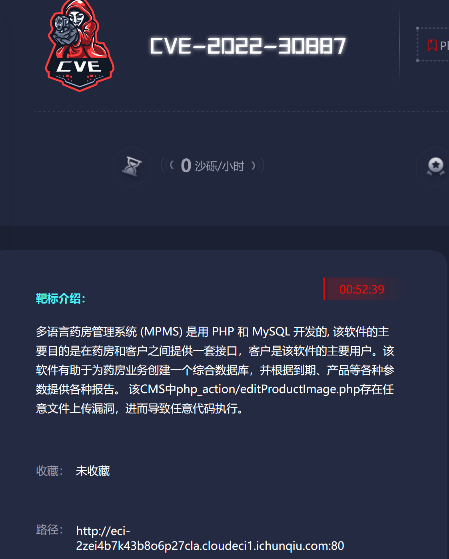 CVE
CVE-2022-30887
0 沙砾/小时
00:52:39
靶标介绍：
多语言药房管理系统 (MPMS) 是用 PHP 和 MySQL 开发的, 该软件的主
要目的是在药房和客户之间提供一套接口，客户是该软件的主要用户。该
软件有助于为药房业务创建一个综合数据库，并根据到期、产品等各种参
数提供各种报告。 该CMS中php_action/editProductImage.php存在任
意文件上传漏洞，进而导致任意代码执行。
收藏： 未收藏
路径： http://eci-
2zei4b7k43b8o6p27cla.cloudeci1.ichunqiu.com:80